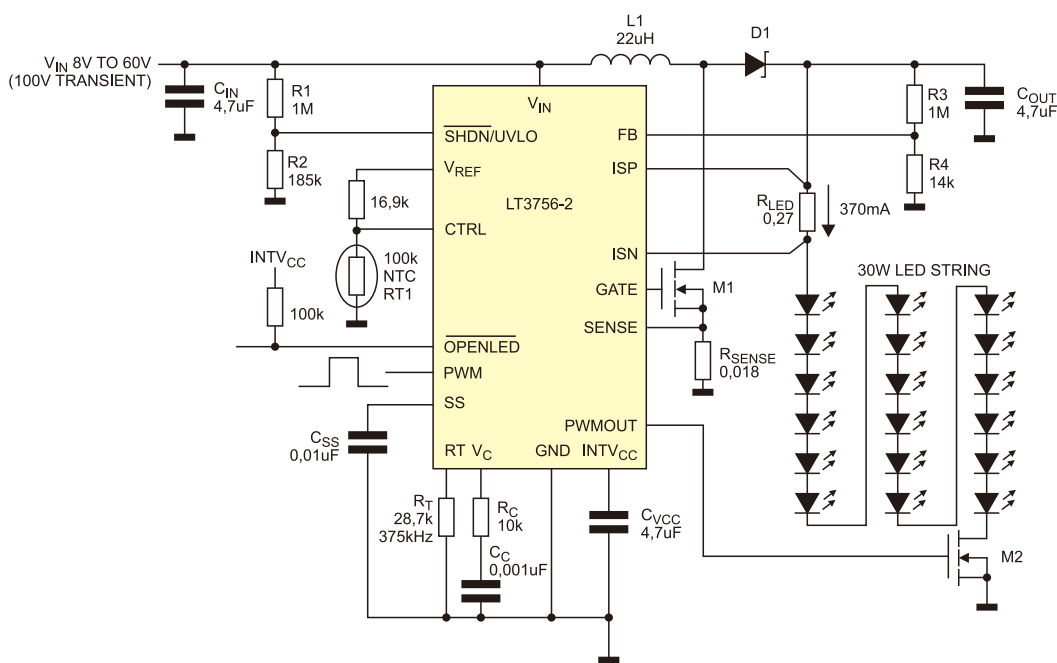 L1
22uH
D1
V_IN 8V TO 60V
(100V TRANSIENT)
C_IN
4,7uF
R1
1M
R2
185k
V_IN
SHDN/UVLO
V_REF
CTRL
LT3756-2
FB
ISP
ISN
GATE
SENSE
PWMOUT
OPENLED
PWM
SS
RT
V_C
GND
INTV_CC
R3
1M
C_OUT
4,7uF
R4
14k
R_LED
0,27
370mA
16,9k
100k
NTC
RT1
INTV_CC
100k
M1
30W LED STRING
R_SENSE
0,018
C_SS
0,01uF
R_T
28,7k
375kHz
R_C
10k
C_C
0,001uF
C_VCC
4,7uF
M2